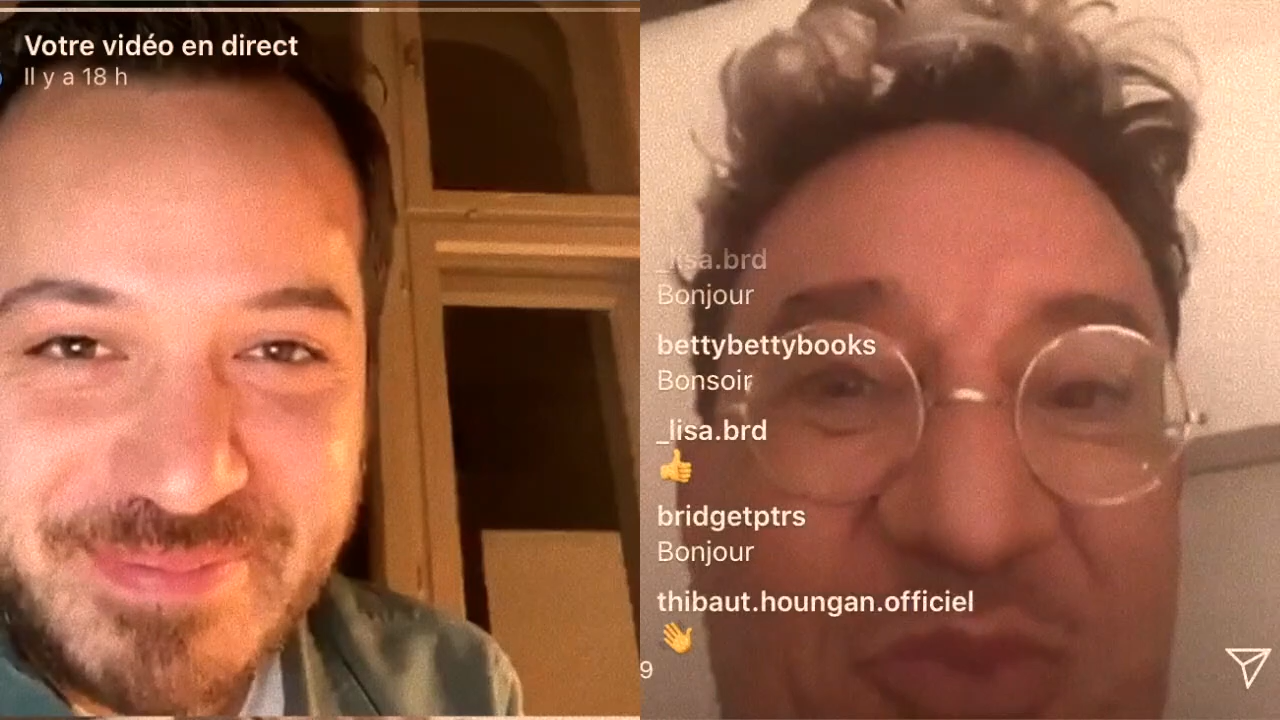 Votre vidéo en direct
Il y a 18 h
_lisa.brd
Bonjour
bettybettybooks
Bonsoir
_lisa.brd
👍
bridgetptrs
Bonjour
thibaut.houngan.officiel
👋
9